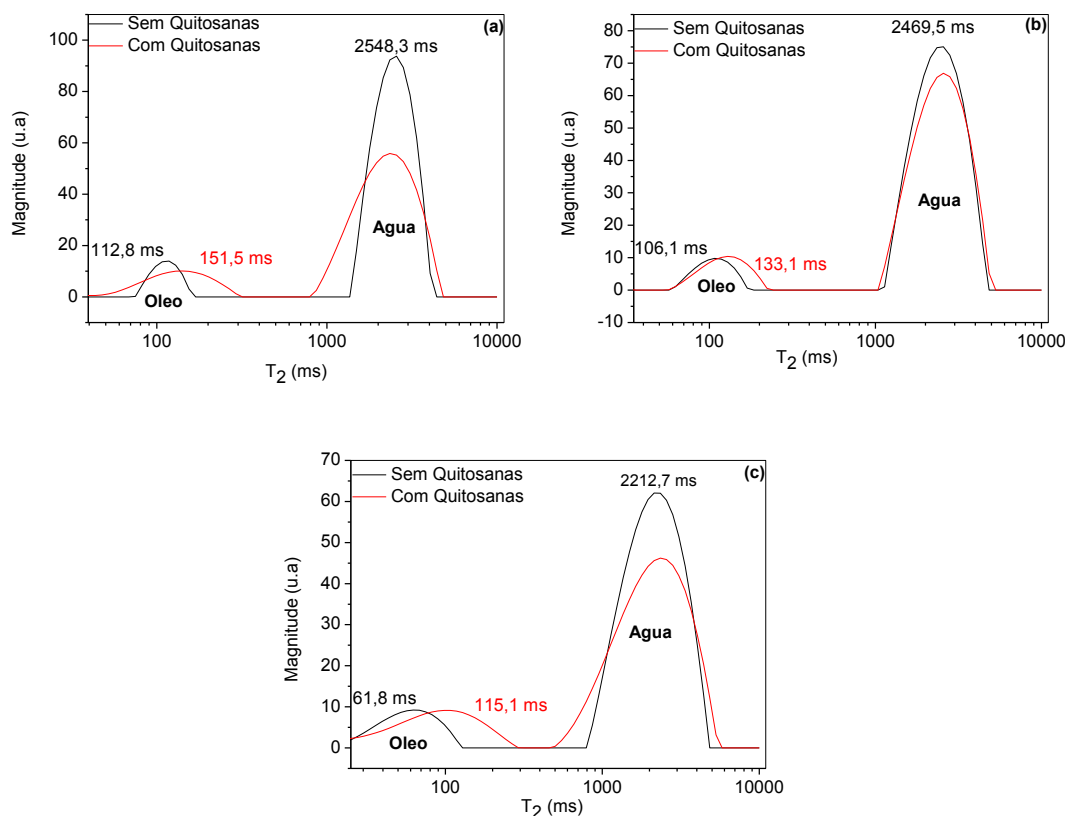 (a)
Sem Quitosanas
Com Quitosanas
2548,3 ms
100
80
60
40
20
0
Magnitude (u.a)
112,8 ms
151,5 ms
Oleo
Agua
100
1000
10000
T2 (ms)
(b)
Sem Quitosanas
Com Quitosanas
2469,5 ms
80
70
60
50
40
30
20
10
0
-10
Magnitude (u.a)
106,1 ms
133,1 ms
Oleo
Agua
100
1000
10000
T2 (ms)
(c)
Sem Quitosanas
Com Quitosanas
2212,7 ms
70
60
50
40
30
20
10
0
Magnitude (u.a)
61,8 ms
115,1 ms
Oleo
Agua
100
1000
10000
T2 (ms)